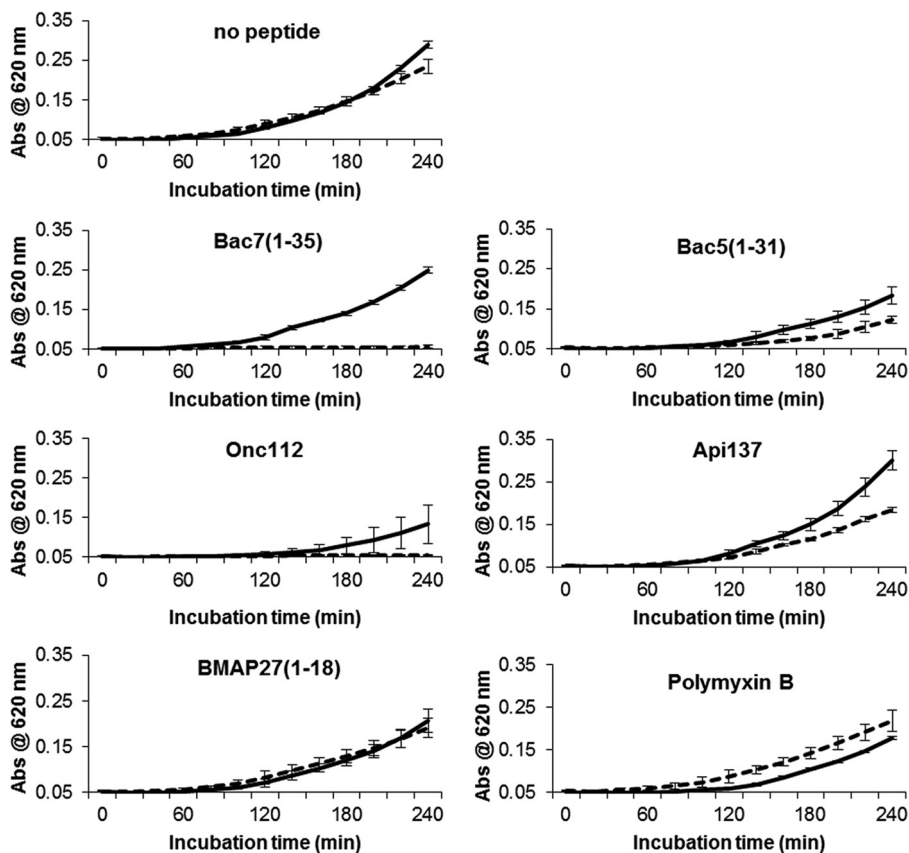 no peptide
Abs @ 620 nm
0.35
0.25
0.15
0.05
0 60 120 180 240
Incubation time (min)
Bac7(1-35)
Abs @ 620 nm
0.35
0.25
0.15
0.05
0 60 120 180 240
Incubation time (min)
Bac5(1-31)
Abs @ 620 nm
0.35
0.25
0.15
0.05
0 60 120 180 240
Incubation time (min)
Onc112
Abs @ 620 nm
0.35
0.25
0.15
0.05
0 60 120 180 240
Incubation time (min)
Api137
Abs @ 620 nm
0.35
0.25
0.15
0.05
0 60 120 180 240
Incubation time (min)
BMAP27(1-18)
Abs @ 620 nm
0.35
0.25
0.15
0.05
0 60 120 180 240
Incubation time (min)
Polymyxin B
Abs @ 620 nm
0.35
0.25
0.15
0.05
0 60 120 180 240
Incubation time (min)